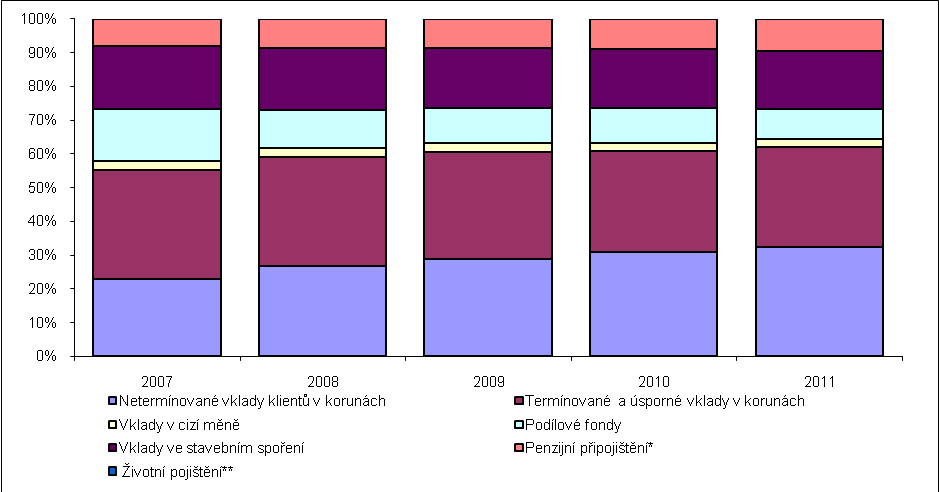 100%
90%
80%
70%
60%
50%
40%
30%
20%
10%
0%
2007 2008 2009 2010 2011
Netermínované vklady klientů v korunách Termínované a úsporné vklady v korunách
Vklady v cizí měně Podílové fondy
Vklady ve stavebním spoření Penzijní připojištění*
Životní pojištění**